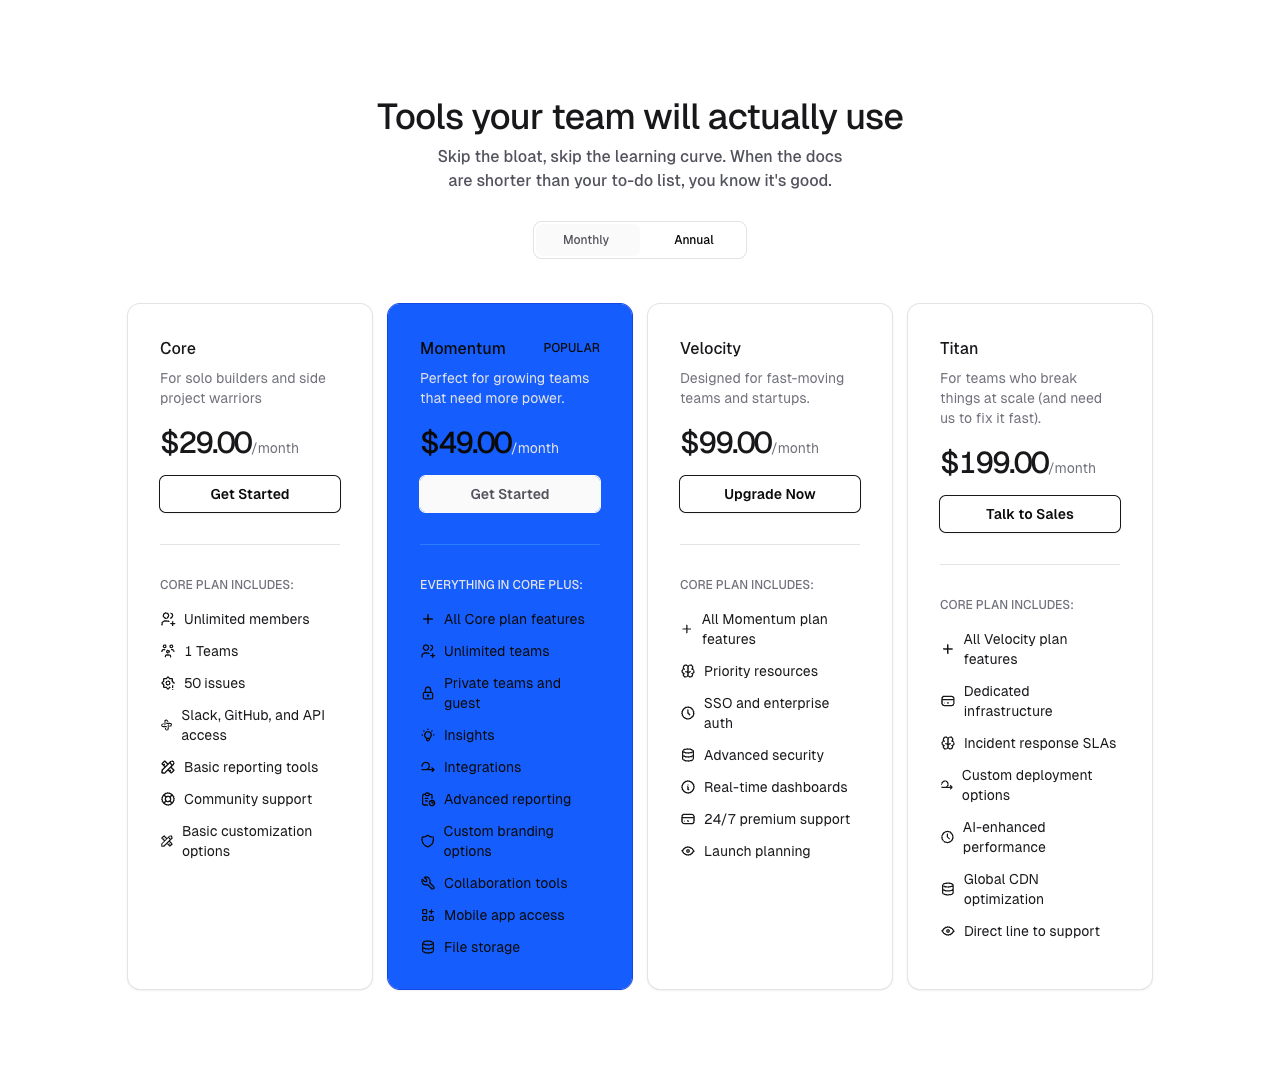 Tools your team will actually use
Skip the bloat, skip the learning curve. When the docs
are shorter than your to-do list, you know it's good.
Monthly
Annual
Core
For solo builders and side
project warriors
$29.00/month
Get Started
CORE PLAN INCLUDES:
Unlimited members
1 Teams
50 issues
Slack, GitHub, and API
access
Basic reporting tools
Community support
Basic customization
options
Momentum POPULAR
Perfect for growing teams
that need more power.
$49.00/month
Get Started
EVERYTHING IN CORE PLUS:
All Core plan features
Unlimited teams
Private teams and
guest
Insights
Integrations
Advanced reporting
Custom branding
options
Collaboration tools
Mobile app access
File storage
Velocity
Designed for fast-moving
teams and startups.
$99.00/month
Upgrade Now
CORE PLAN INCLUDES:
All Momentum plan
features
Priority resources
SSO and enterprise
auth
Advanced security
Real-time dashboards
24/7 premium support
Launch planning
Titan
For teams who break
things at scale (and need
us to fix it fast).
$199.00/month
Talk to Sales
CORE PLAN INCLUDES:
All Velocity plan
features
Dedicated
infrastructure
Incident response SLAs
Custom deployment
options
AI-enhanced
performance
Global CDN
optimization
Direct line to support